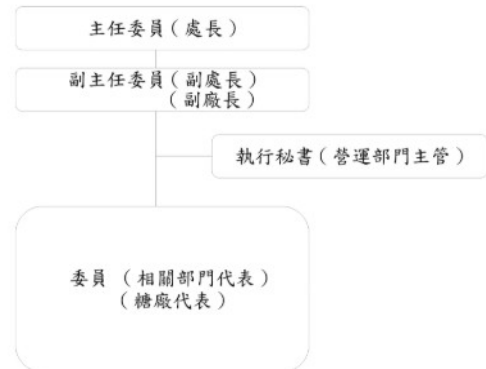 主任委員(處長)
副主任委員(副處長)
(副廠長)
執行秘書(營運部門主管)
委員 (相關部門代表)
(糖廠代表)